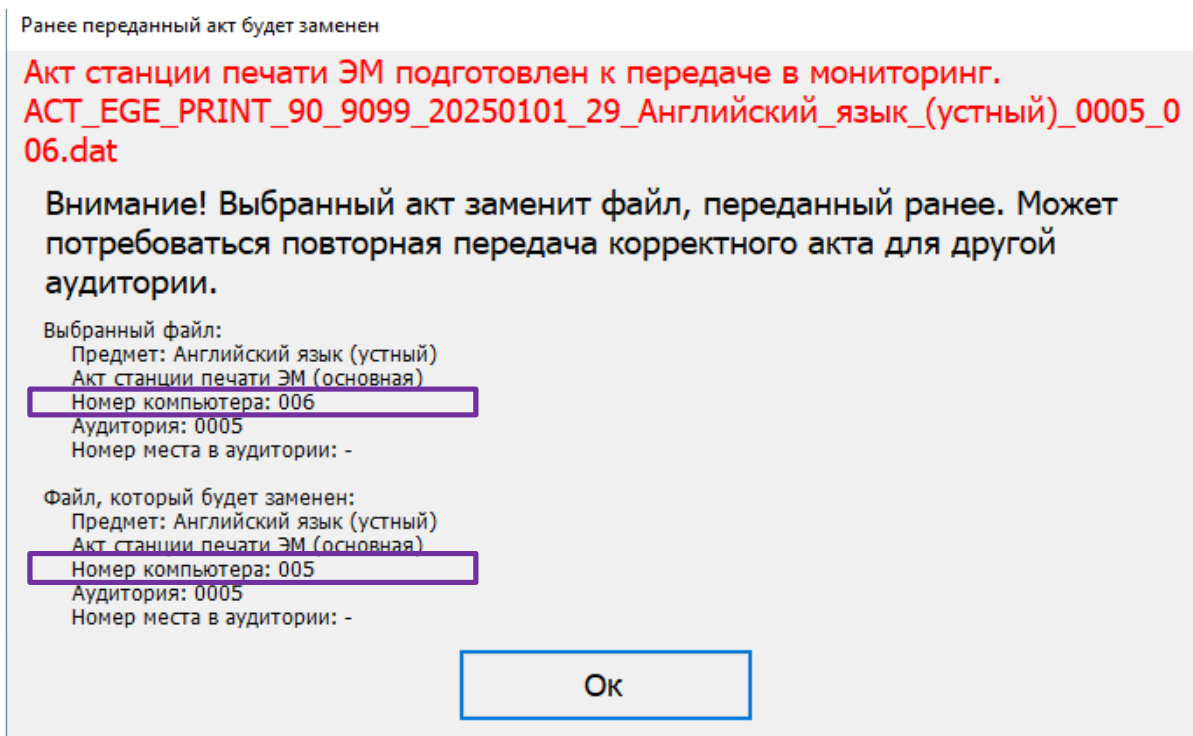 Ранее переданный акт будет заменен
Акт станции печати ЭМ подготовлен к передаче в мониторинг.
ACT_EGE_PRINT_90_9099_20250101_29_Английский_язык_(устный)_0005_0
06.dat
Внимание! Выбранный акт заменит файл, переданный ранее. Может
потребоваться повторная передача корректного акта для другой
аудитории.
Выбранный файл:
Предмет: Английский язык (устный)
Акт станции печати ЭМ (основная)
Номер компьютера: 006
Аудитория: 0005
Номер места в аудитории: -
Файл, который будет заменен:
Предмет: Английский язык (устный)
Акт станции печати ЭМ (основная)
Номер компьютера: 005
Аудитория: 0005
Номер места в аудитории: -
Ок